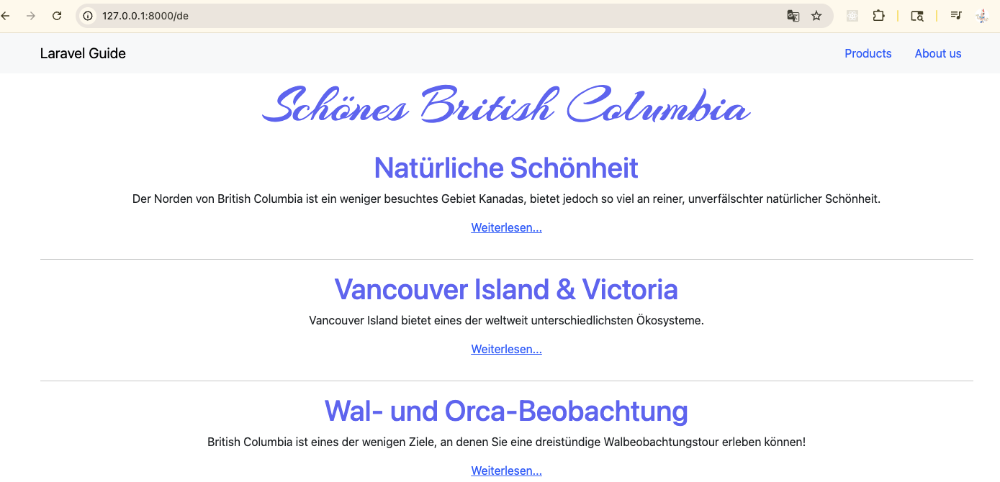 127.0.0.1:8000/de
Laravel Guide Products About us
Schönes British Columbia
Natürliche Schönheit
Der Norden von British Columbia ist ein weniger besuchtes Gebiet Kanadas, bietet jedoch so viel an reiner, unverfälschter natürlicher Schönheit.
Weiterlesen...
Vancouver Island & Victoria
Vancouver Island bietet eines der weltweit unterschiedlichsten Ökosysteme.
Weiterlesen...
Wal- und Orca-Beobachtung
British Columbia ist eines der wenigen Ziele, an denen Sie eine dreistündige Walbeobachtungstour erleben können!
Weiterlesen...